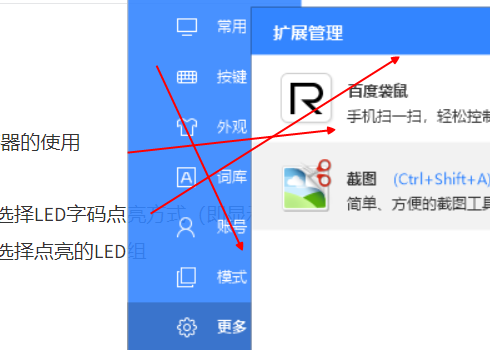 常用
扩展管理
按键
百度袋鼠
手机扫一扫，轻松控制
外观
器的使用
词库
截图 (Ctrl+Shift+A)
简单、方便的截图工具
选择LED字码点亮方式（即显
账号
选择点亮的LED组
模式
更多